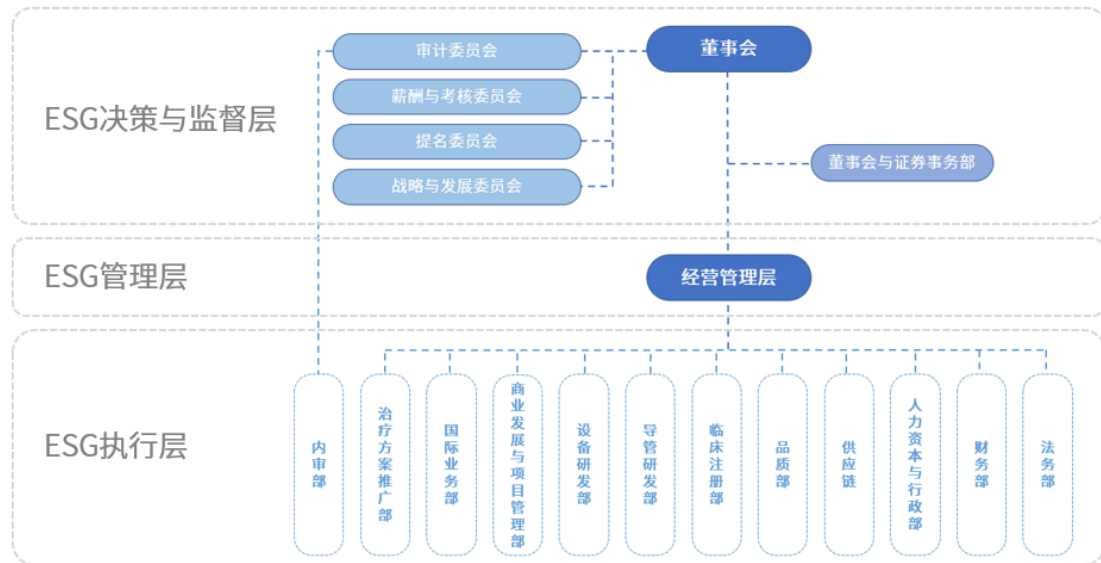 ESG决策与监督层
审计委员会
薪酬与考核委员会
提名委员会
战略与发展委员会
董事会
董事会与证券事务部
ESG管理层
经营管理层
ESG执行层
内审部
治疗方案推广部
国际业务部
商业发展与项目管理部
设备研发部
导管研发部
临床注册部
品质部
供应链
人力资本与行政部
财务部
法务部